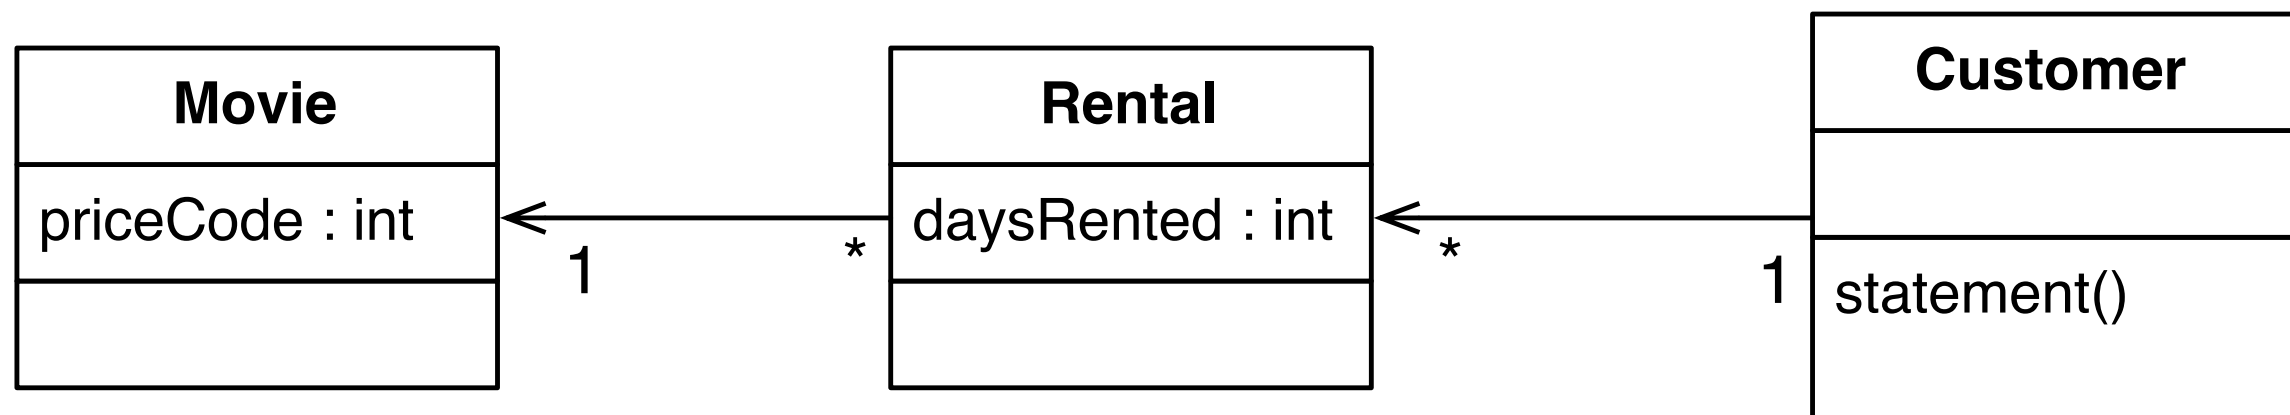 Movie
priceCode : int
1
*
Rental
daysRented : int
*
1
Customer
statement()